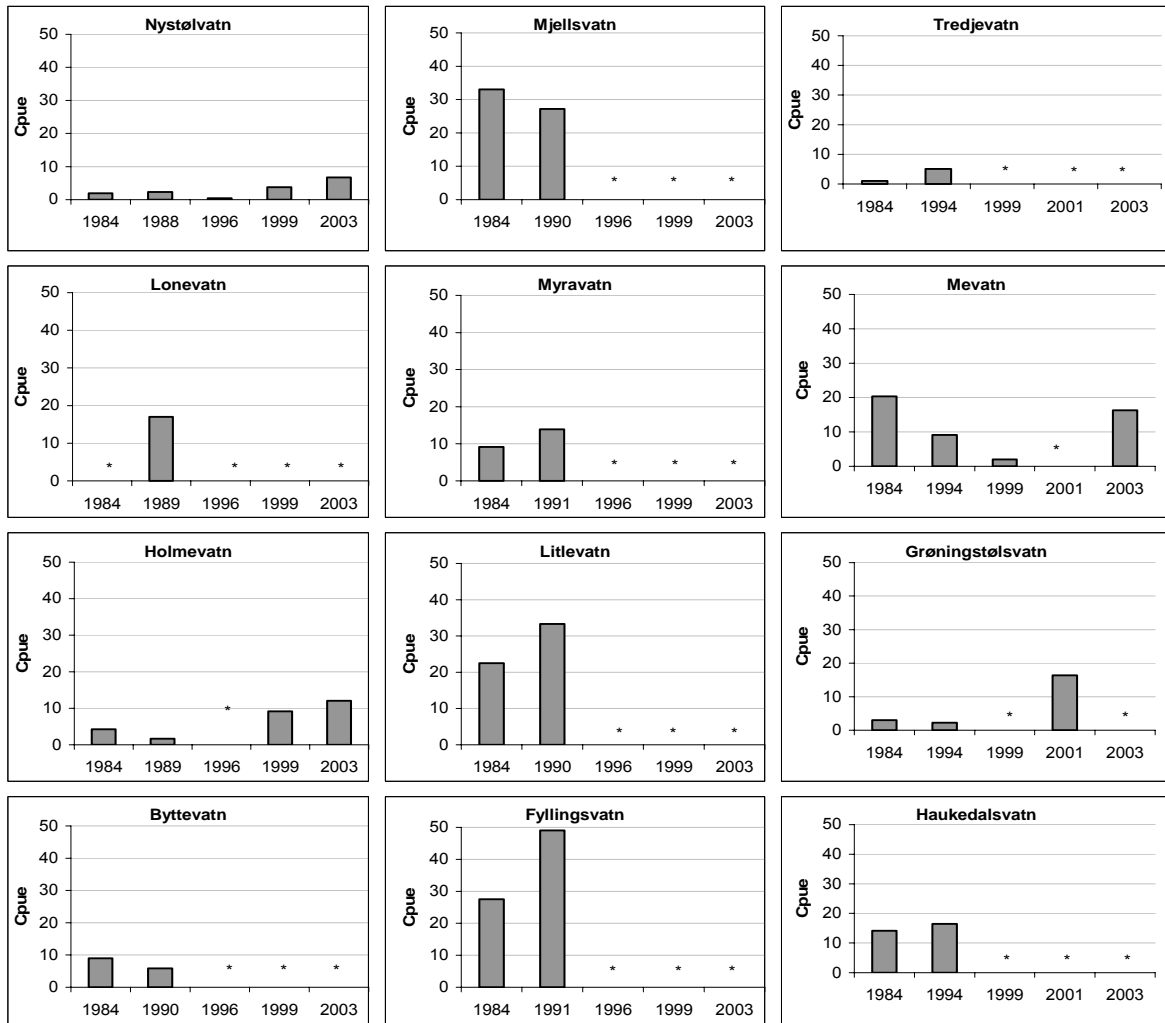 Nystølvatn
50
40
30
20
10
0
Cpue
1984 1988 1996 1999 2003
Mjellsvatn
50
40
30
20
10
0
Cpue
* * *
1984 1990 1996 1999 2003
Tredjevatn
50
40
30
20
10
0
Cpue
* * *
1984 1994 1999 2001 2003
Lonevatn
50
40
30
20
10
0
Cpue
* * * *
1984 1989 1996 1999 2003
Myravatn
50
40
30
20
10
0
Cpue
* * *
1984 1991 1996 1999 2003
Mevatn
50
40
30
20
10
0
Cpue
*
1984 1994 1999 2001 2003
Holmevatn
50
40
30
20
10
0
Cpue
*
1984 1989 1996 1999 2003
Litlevatn
50
40
30
20
10
0
Cpue
* * *
1984 1990 1996 1999 2003
Grøningstølsvatn
50
40
30
20
10
0
Cpue
* *
1984 1994 1999 2001 2003
Byttevatn
50
40
30
20
10
0
Cpue
* * *
1984 1990 1996 1999 2003
Fyllingsvatn
50
40
30
20
10
0
Cpue
* * *
1984 1991 1996 1999 2003
Haukedalsvatn
50
40
30
20
10
0
Cpue
* * *
1984 1994 1999 2001 2003